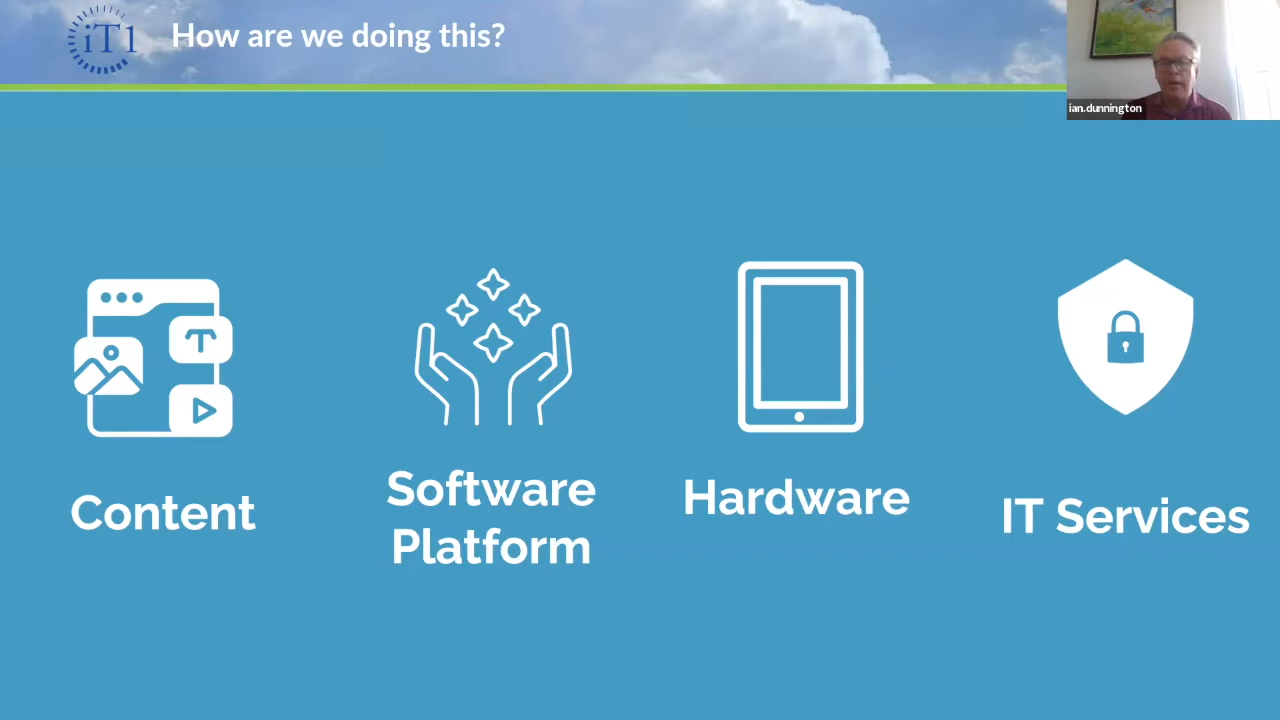 iT1
How are we doing this?
ian.dunnington
T
Content
Software
Platform
Hardware
IT Services